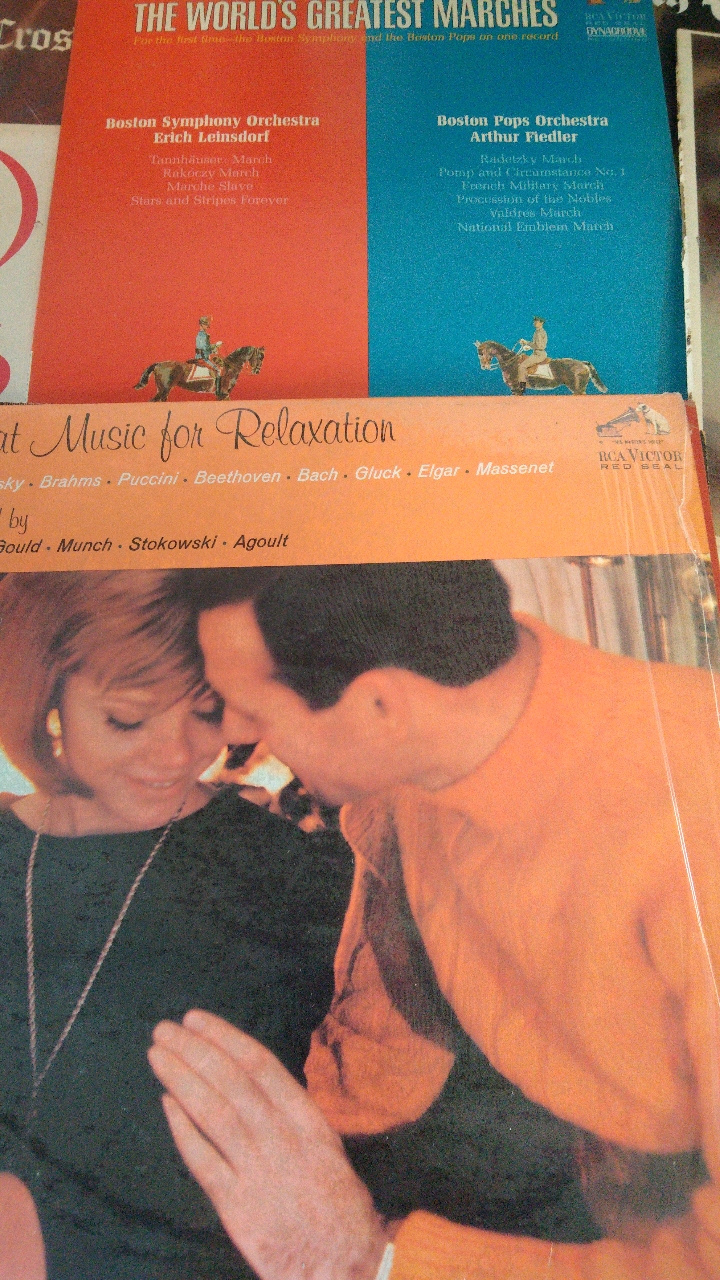 THE WORLD'S GREATEST MARCHES
For the first time—the Boston Symphony and the Boston Pops on one record
RCA VICTOR
RED SEAL
DYNAGROOVE
Cros
Boston Symphony Orchestra
Erich Leinsdorf
Tannhäuser: March
Rakoczy March
Marche Slave
Stars and Stripes Forever
Boston Pops Orchestra
Arthur Fiedler
Radetzky March
Pomp and Circumstance No. 1
French Military March
Procession of the Nobles
Valdres March
National Emblem March
at Music for Relaxation
sky • Brahms • Puccini • Beethoven • Bach • Gluck • Elgar • Massenet
by
Gould • Munch • Stokowski • Agoult
"HIS MASTER'S VOICE"
RCA VICTOR
RED SEAL